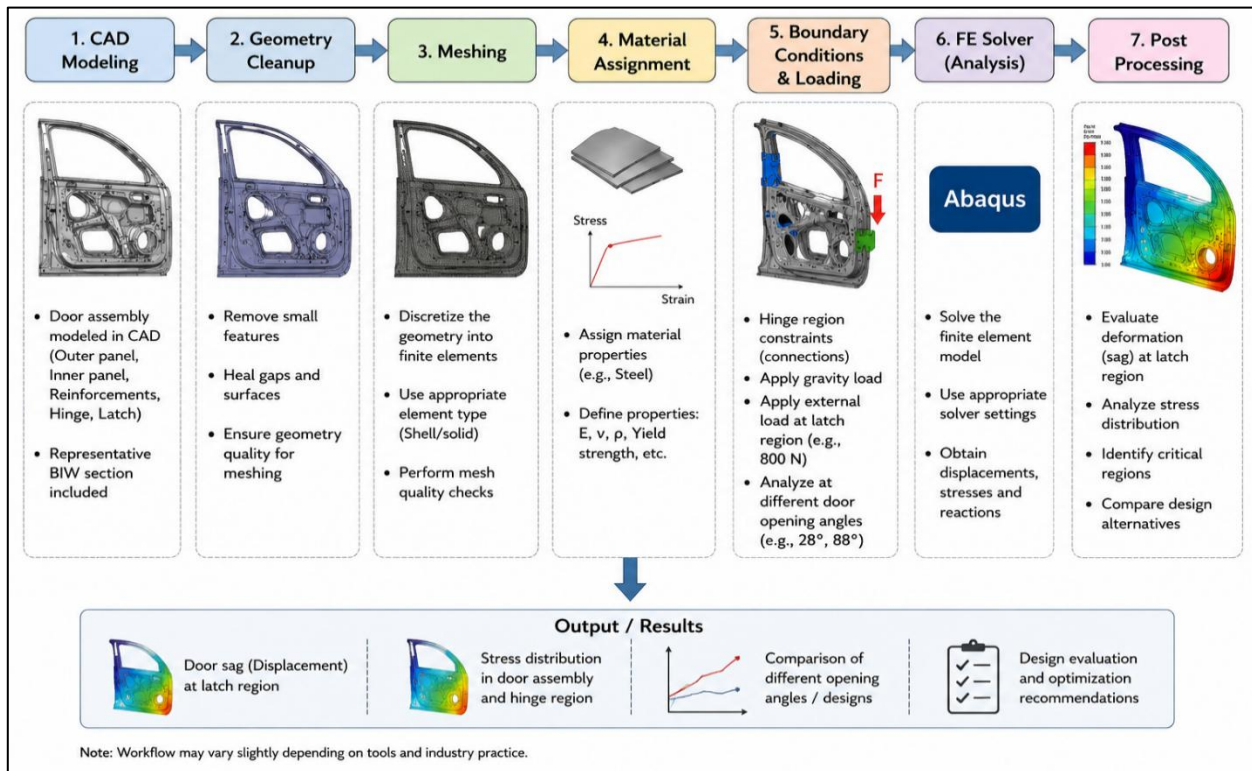 1. CAD
Modeling
2. Geometry
Cleanup
3. Meshing
4. Material
Assignment
5. Boundary
Conditions
& Loading
6. FE Solver
(Analysis)
7. Post
Processing
• Door assembly
modeled in CAD
(Outer panel,
Inner panel,
Reinforcements,
Hinge, Latch)
• Representative
BIW section
included
• Remove small
features
• Heal gaps and
surfaces
• Ensure geometry
quality for
meshing
• Discretize the
geometry into
finite elements
• Use appropriate
element type
(Shell/solid)
• Perform mesh
quality checks
Stress
Strain
• Assign material
properties
(e.g., Steel)
• Define properties:
E, ν, ρ, Yield
strength, etc.
F
• Hinge region
constraints
(connections)
• Apply gravity load
• Apply external
load at latch
region (e.g.,
800 N)
• Analyze at
different door
opening angles
(e.g., 28°, 88°)
Abaqus
• Solve the
finite element
model
• Use appropriate
solver settings
• Obtain
displacements,
stresses and
reactions
• Evaluate
deformation
(sag) at latch
region
• Analyze stress
distribution
• Identify critical
regions
• Compare design
alternatives
Output / Results
Door sag (Displacement)
at latch region
Stress distribution
in door assembly
and hinge region
Comparison of
different opening
angles / designs
Design evaluation
and optimization
recommendations
Note: Workflow may vary slightly depending on tools and industry practice.